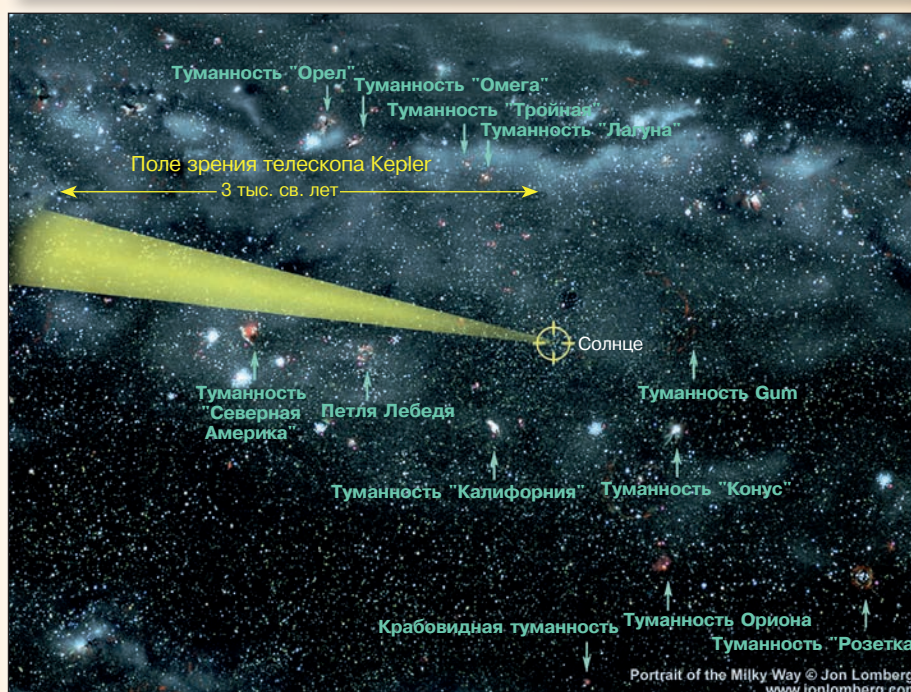 Туманность "Орел"
Туманность "Омега"
Туманность "Тройная"
Туманность "Лагуна"
Поле зрения телескопа Kepler
3 тыс. св. лет
Солнце
Туманность
"Северная
Америка"
Петля Лебедя
Туманность Gum
Туманность "Калифорния"
Туманность "Конус"
Крабовидная туманность
Туманность Ориона
Туманность "Розетка"
Portrait of the Milky Way © Jon Lomberg
www.jonlomberg.com